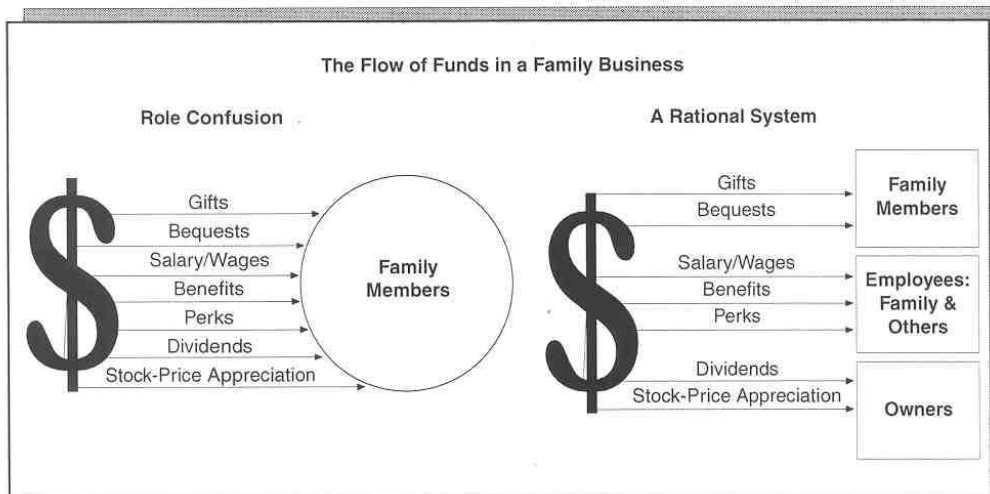 The Flow of Funds in a Family Business
Role Confusion
Gifts
Bequests
Salary/Wages
Benefits
Perks
Dividends
Stock-Price Appreciation
Family
Members
A Rational System
Gifts
Bequests
Family
Members
Salary/Wages
Benefits
Perks
Employees:
Family &
Others
Dividends
Stock-Price Appreciation
Owners